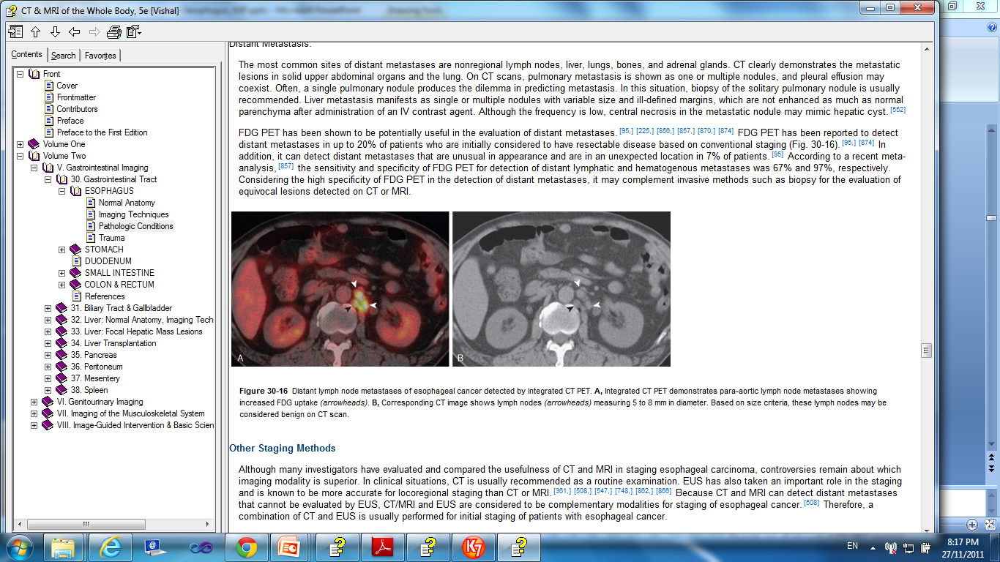 CT & MRI of the Whole Body, 5e [Vishal]
Contents
Search
Favorites
Front
Cover
Frontmatter
Contributors
Preface
Preface to the First Edition
Volume One
Volume Two
V. Gastrointestinal Imaging
30. Gastrointestinal Tract
ESOPHAGUS
Normal Anatomy
Imaging Techniques
Pathologic Conditions
Trauma
STOMACH
DUODENUM
SMALL INTESTINE
COLON & RECTUM
References
31. Biliary Tract & Gallbladder
32. Liver: Normal Anatomy, Imaging Tech
33. Liver: Focal Hepatic Mass Lesions
34. Liver Transplantation
35. Pancreas
36. Peritoneum
37. Mesentery
38. Spleen
VI. Genitourinary Imaging
VII. Imaging of the Musculoskeletal System
VIII. Image-Guided Intervention & Basic Scien
Distant Metastasis.
The most common sites of distant metastases are nonregional lymph nodes, liver, lungs, bones, and adrenal glands. CT clearly demonstrates the metastatic
lesions in solid upper abdominal organs and the lung. On CT scans, pulmonary metastasis is shown as one or multiple nodules, and pleural effusion may
coexist. Often, a single pulmonary nodule produces the dilemma in predicting metastasis. In this situation, biopsy of the solitary pulmonary nodule is usually
recommended. Liver metastasis manifests as single or multiple nodules with variable size and ill-defined margins, which are not enhanced as much as normal
parenchyma after administration of an IV contrast agent. Although the frequency is low, central necrosis in the metastatic nodule may mimic hepatic cyst. [552]
FDG PET has been shown to be potentially useful in the evaluation of distant metastases. [95,] [225,] [856,] [857,] [870,] [874] FDG PET has been reported to detect
distant metastases in up to 20% of patients who are initially considered to have resectable disease based on conventional staging (Fig. 30-16). [95,] [874] In
addition, it can detect distant metastases that are unusual in appearance and are in an unexpected location in 7% of patients. [95] According to a recent meta-
analysis, [857] the sensitivity and specificity of FDG PET for detection of distant lymphatic and hematogenous metastases was 67% and 97%, respectively.
Considering the high specificity of FDG PET in the detection of distant metastases, it may complement invasive methods such as biopsy for the evaluation of
equivocal lesions detected on CT or MRI.
A
B
Figure 30-16 Distant lymph node metastases of esophageal cancer detected by integrated CT PET. A, Integrated CT PET demonstrates para-aortic lymph node metastases showing
increased FDG uptake (arrowheads). B, Corresponding CT image shows lymph nodes (arrowheads) measuring 5 to 8 mm in diameter. Based on size criteria, these lymph nodes may be
considered benign on CT scan.
Other Staging Methods
Although many investigators have evaluated and compared the usefulness of CT and MRI in staging esophageal carcinoma, controversies remain about which
imaging modality is superior. In clinical situations, CT is usually recommended as a routine examination. EUS has also taken an important role in the staging
and is known to be more accurate for locoregional staging than CT or MRI. [361,] [508,] [547,] [748,] [862,] [866] Because CT and MRI can detect distant metastases
that cannot be evaluated by EUS, CT/MRI and EUS are considered to be complementary modalities for staging of esophageal cancer. [508] Therefore, a
combination of CT and EUS is usually performed for initial staging of patients with esophageal cancer.
K7
EN
8:17 PM
27/11/2011